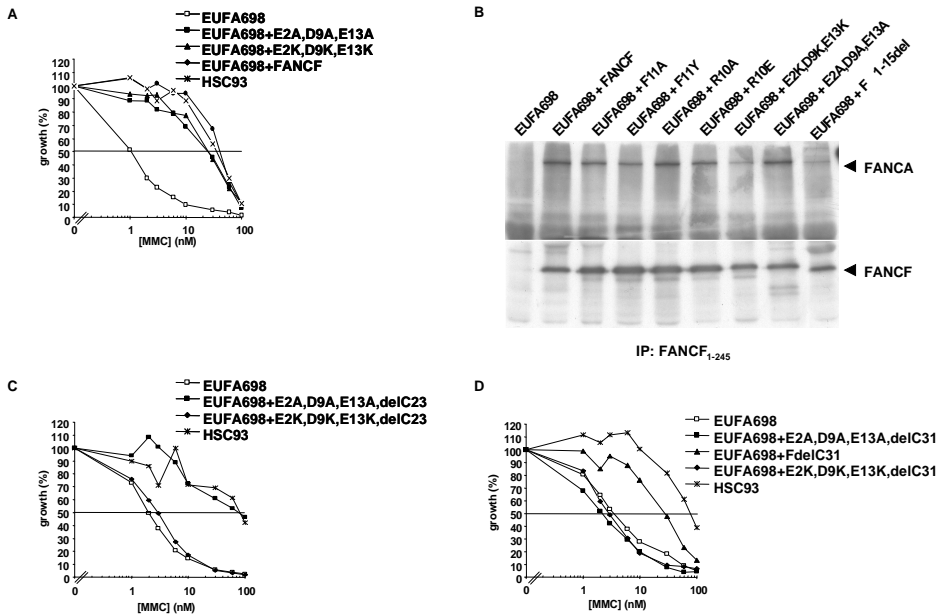 A
EUFA698
EUFA698+E2A,D9A,E13A
EUFA698+E2K,D9K,E13K
EUFA698+FANCF
HSC93
120
110
100
90
80
70
60
50
40
30
20
10
0
growth (%)
0
1
10
100
[MMC] (nM)
B
EUFA698
EUFA698 + FANCF
EUFA698 + F11A
EUFA698 + F11Y
EUFA698 + R10A
EUFA698 + R10E
EUFA698 + E2K,D9K,E13K
EUFA698 + E2A,D9A,E13A
EUFA698 + F 1-15del
FANCA
FANCF
IP: FANCF1-245
C
EUFA698
EUFA698+E2A,D9A,E13A,delC23
EUFA698+E2K,D9K,E13K,delC23
HSC93
120
110
100
90
80
70
60
50
40
30
20
10
0
growth (%)
0
1
10
100
[MMC] (nM)
D
EUFA698
EUFA698+E2A,D9A,E13A,delC31
EUFA698+FdelC31
EUFA698+E2K,D9K,E13K,delC31
HSC93
120
110
100
90
80
70
60
50
40
30
20
10
0
growth (%)
0
1
10
100
[MMC] (nM)